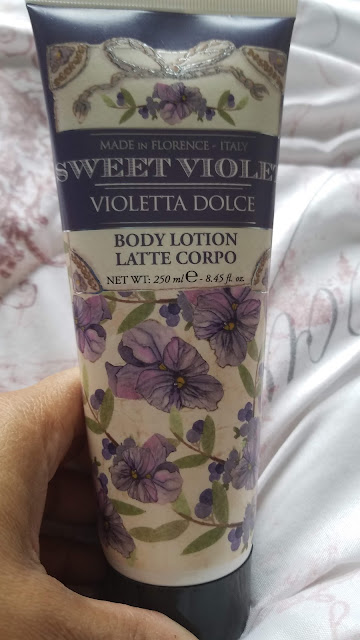 MADE IN FLORENCE - ITALY
SWEET VIOLET
VIOLETTA DOLCE
BODY LOTION
LATTE CORPO
NET WT: 250 ml ℮ - 8.45 fl. oz.